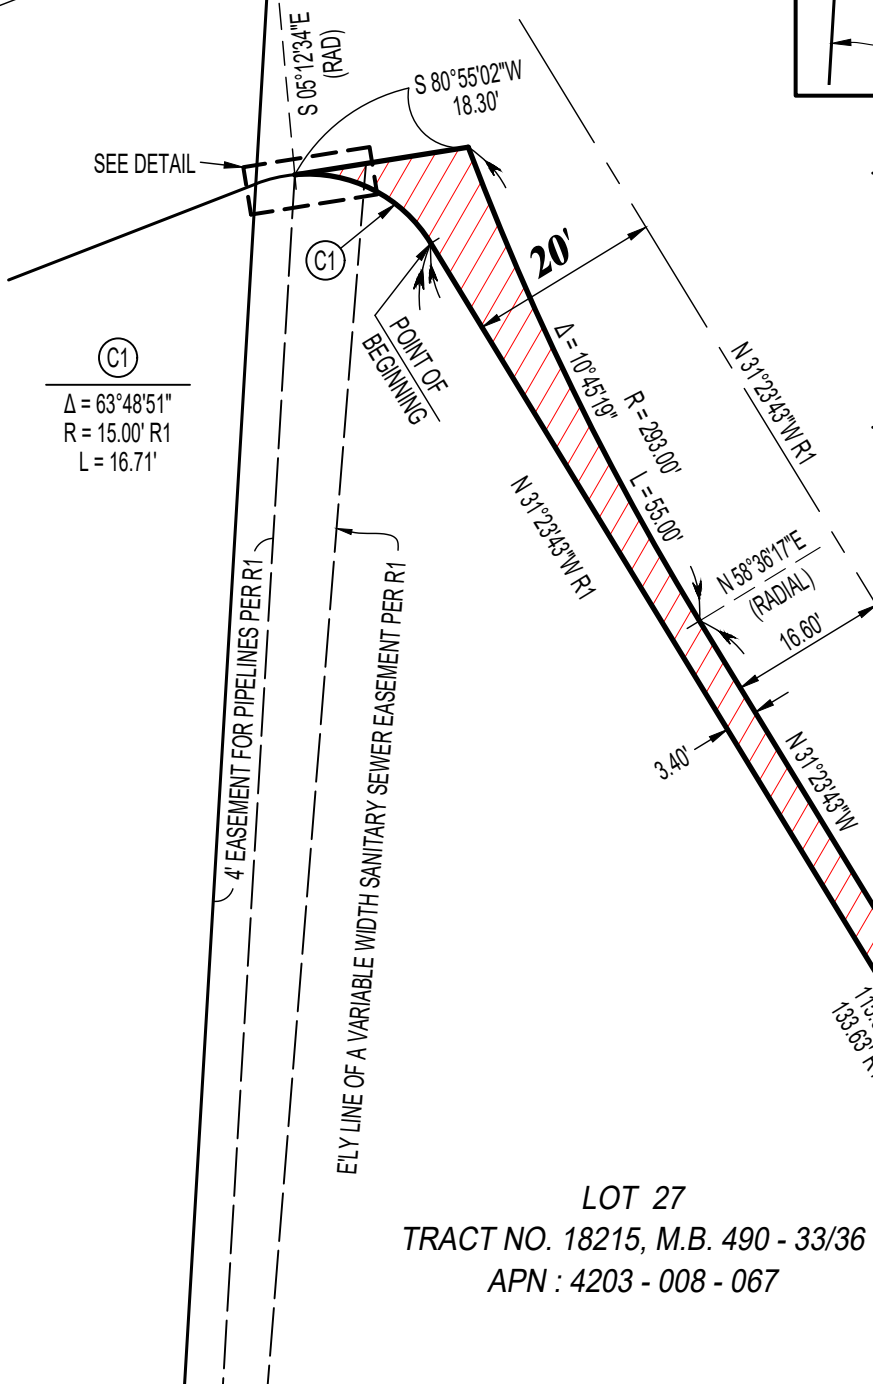 S 05°12'34"E
(RAD)
S 80°55'02"W
18.30'
SEE DETAIL
C1
20'
POINT OF
BEGINNING
C1
Δ = 63°48'51"
R = 15.00' R1
L = 16.71'
Δ = 10°45'19"
R = 293.00'
L = 55.00'
N 31°23'43"W R1
N 31°23'43"W R1
N 58°36'17"E
(RADIAL)
16.60'
3.40'
N 31°23'43"W
4' EASEMENT FOR PIPELINES PER R1
E'LY LINE OF A VARIABLE WIDTH SANITARY SEWER EASEMENT PER R1
133.63' R1
LOT 27
TRACT NO. 18215, M.B. 490 - 33/36
APN : 4203 - 008 - 067